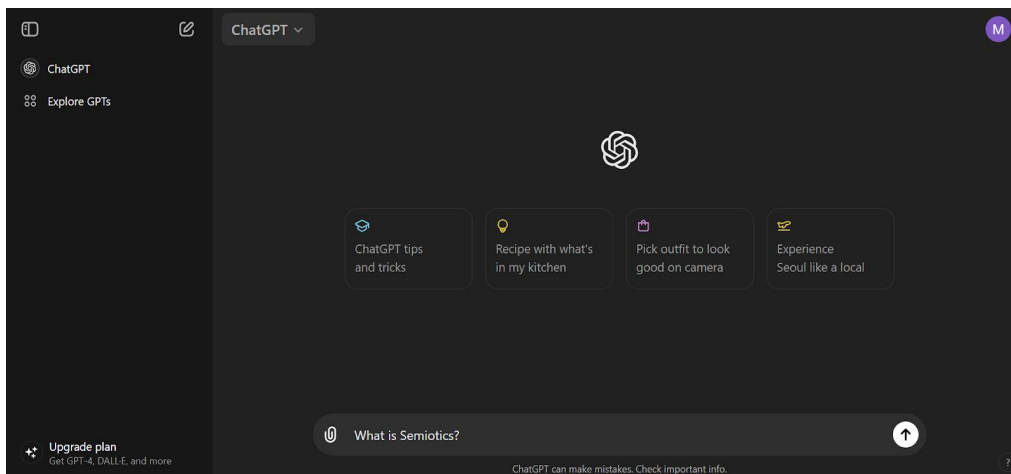 ChatGPT
M
ChatGPT
Explore GPTs
ChatGPT tips
and tricks
Recipe with what's
in my kitchen
Pick outfit to look
good on camera
Experience
Seoul like a local
What is Semiotics?
Upgrade plan
Get GPT-4, DALL·E, and more
ChatGPT can make mistakes. Check important info.
?